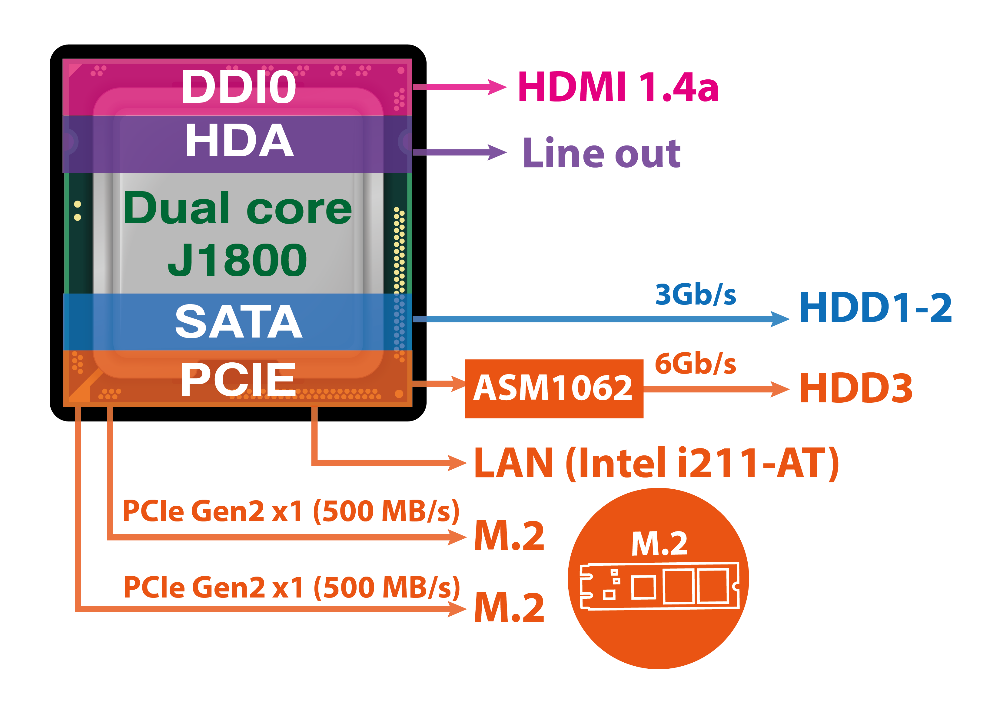 DDI0
HDMI 1.4a
HDA
Line out
Dual core
J1800
SATA
3Gb/s
HDD1-2
PCIE
ASM1062
6Gb/s
HDD3
LAN (Intel i211-AT)
PCIe Gen2 x1 (500 MB/s)
M.2
PCIe Gen2 x1 (500 MB/s)
M.2
M.2